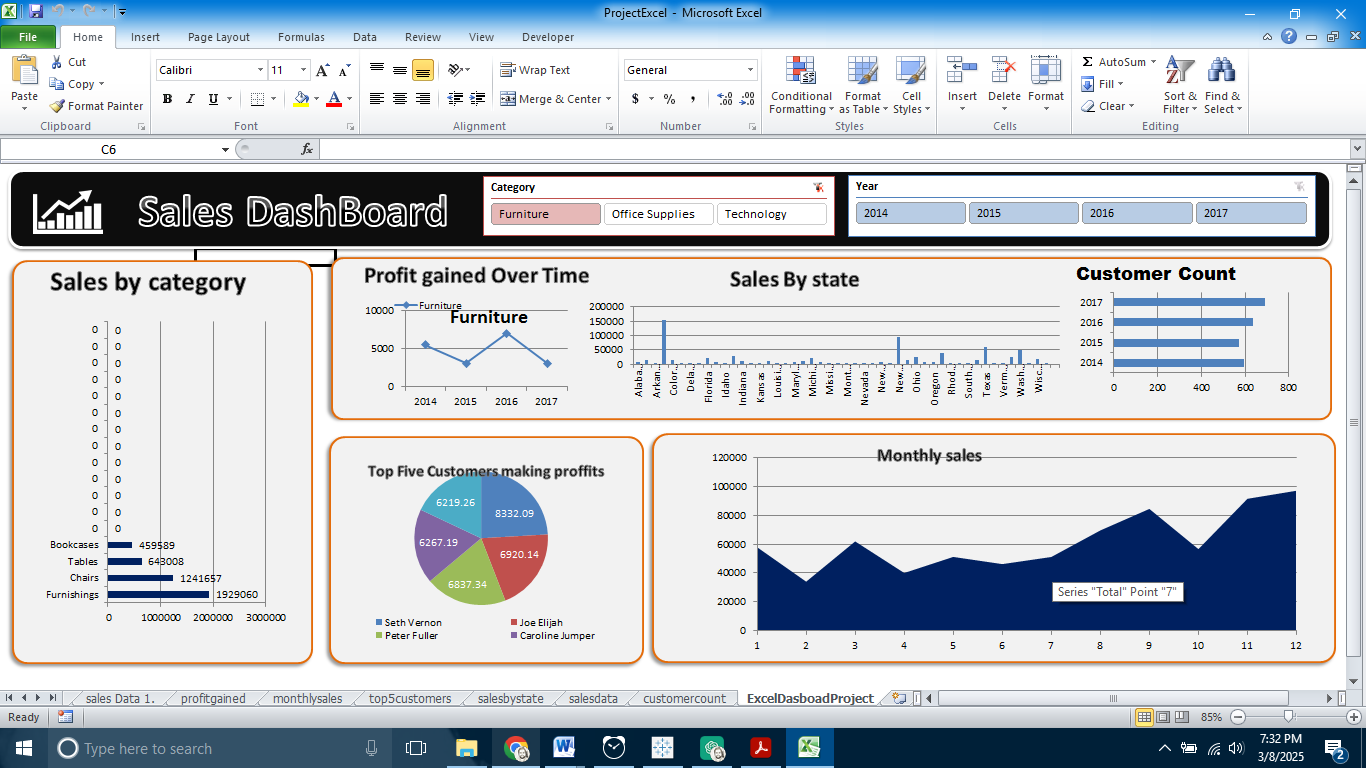 ProjectExcel - Microsoft Excel
File Home Insert Page Layout Formulas Data Review View Developer
Paste
Cut
Copy
Format Painter
Clipboard
Calibri 11
B I U
Font
Wrap Text
Merge & Center
Alignment
General
$ % ,
Number
Conditional Formatting
Format as Table
Cell Styles
Styles
Insert Delete Format
Cells
AutoSum
Fill
Clear
Sort & Filter
Find & Select
Editing
C6 fx
Sales DashBoard
Category
Furniture Office Supplies Technology
Year
2014 2015 2016 2017
Sales by category
0 0
0 0
0 0
0 0
0 0
0 0
0 0
0 0
0 0
0 0
0 0
0 0
0 0
Bookcases 459589
Tables 643008
Chairs 1241657
Furnishings 1929060
0 1000000 2000000 3000000
Profit gained Over Time
Furniture
Furniture
10000
5000
0
2014 2015 2016 2017
Sales By state
200000
150000
100000
50000
0
Alaba... Arkan... Color... Dela... Florida Idaho Indiana Kansas Louisi... Maryl... Michi... Missi... Mont... Nevada New... New... Ohio Oregon Rhod... South... Texas Verm... Wash... Wisc...
Customer Count
2017
2016
2015
2014
0 200 400 600 800
Top Five Customers making proffits
6219.26 8332.09
6267.19 6920.14
6837.34
Seth Vernon Joe Elijah
Peter Fuller Caroline Jumper
Monthly sales
120000
100000
80000
60000
40000
20000
0
1 2 3 4 5 6 7 8 9 10 11 12
Series "Total" Point "7"
sales Data 1. profitgained monthlysales top5customers salesbystate salesdata customercount ExcelDasboadProject
Ready 85%
Type here to search
7:32 PM
3/8/2025
2